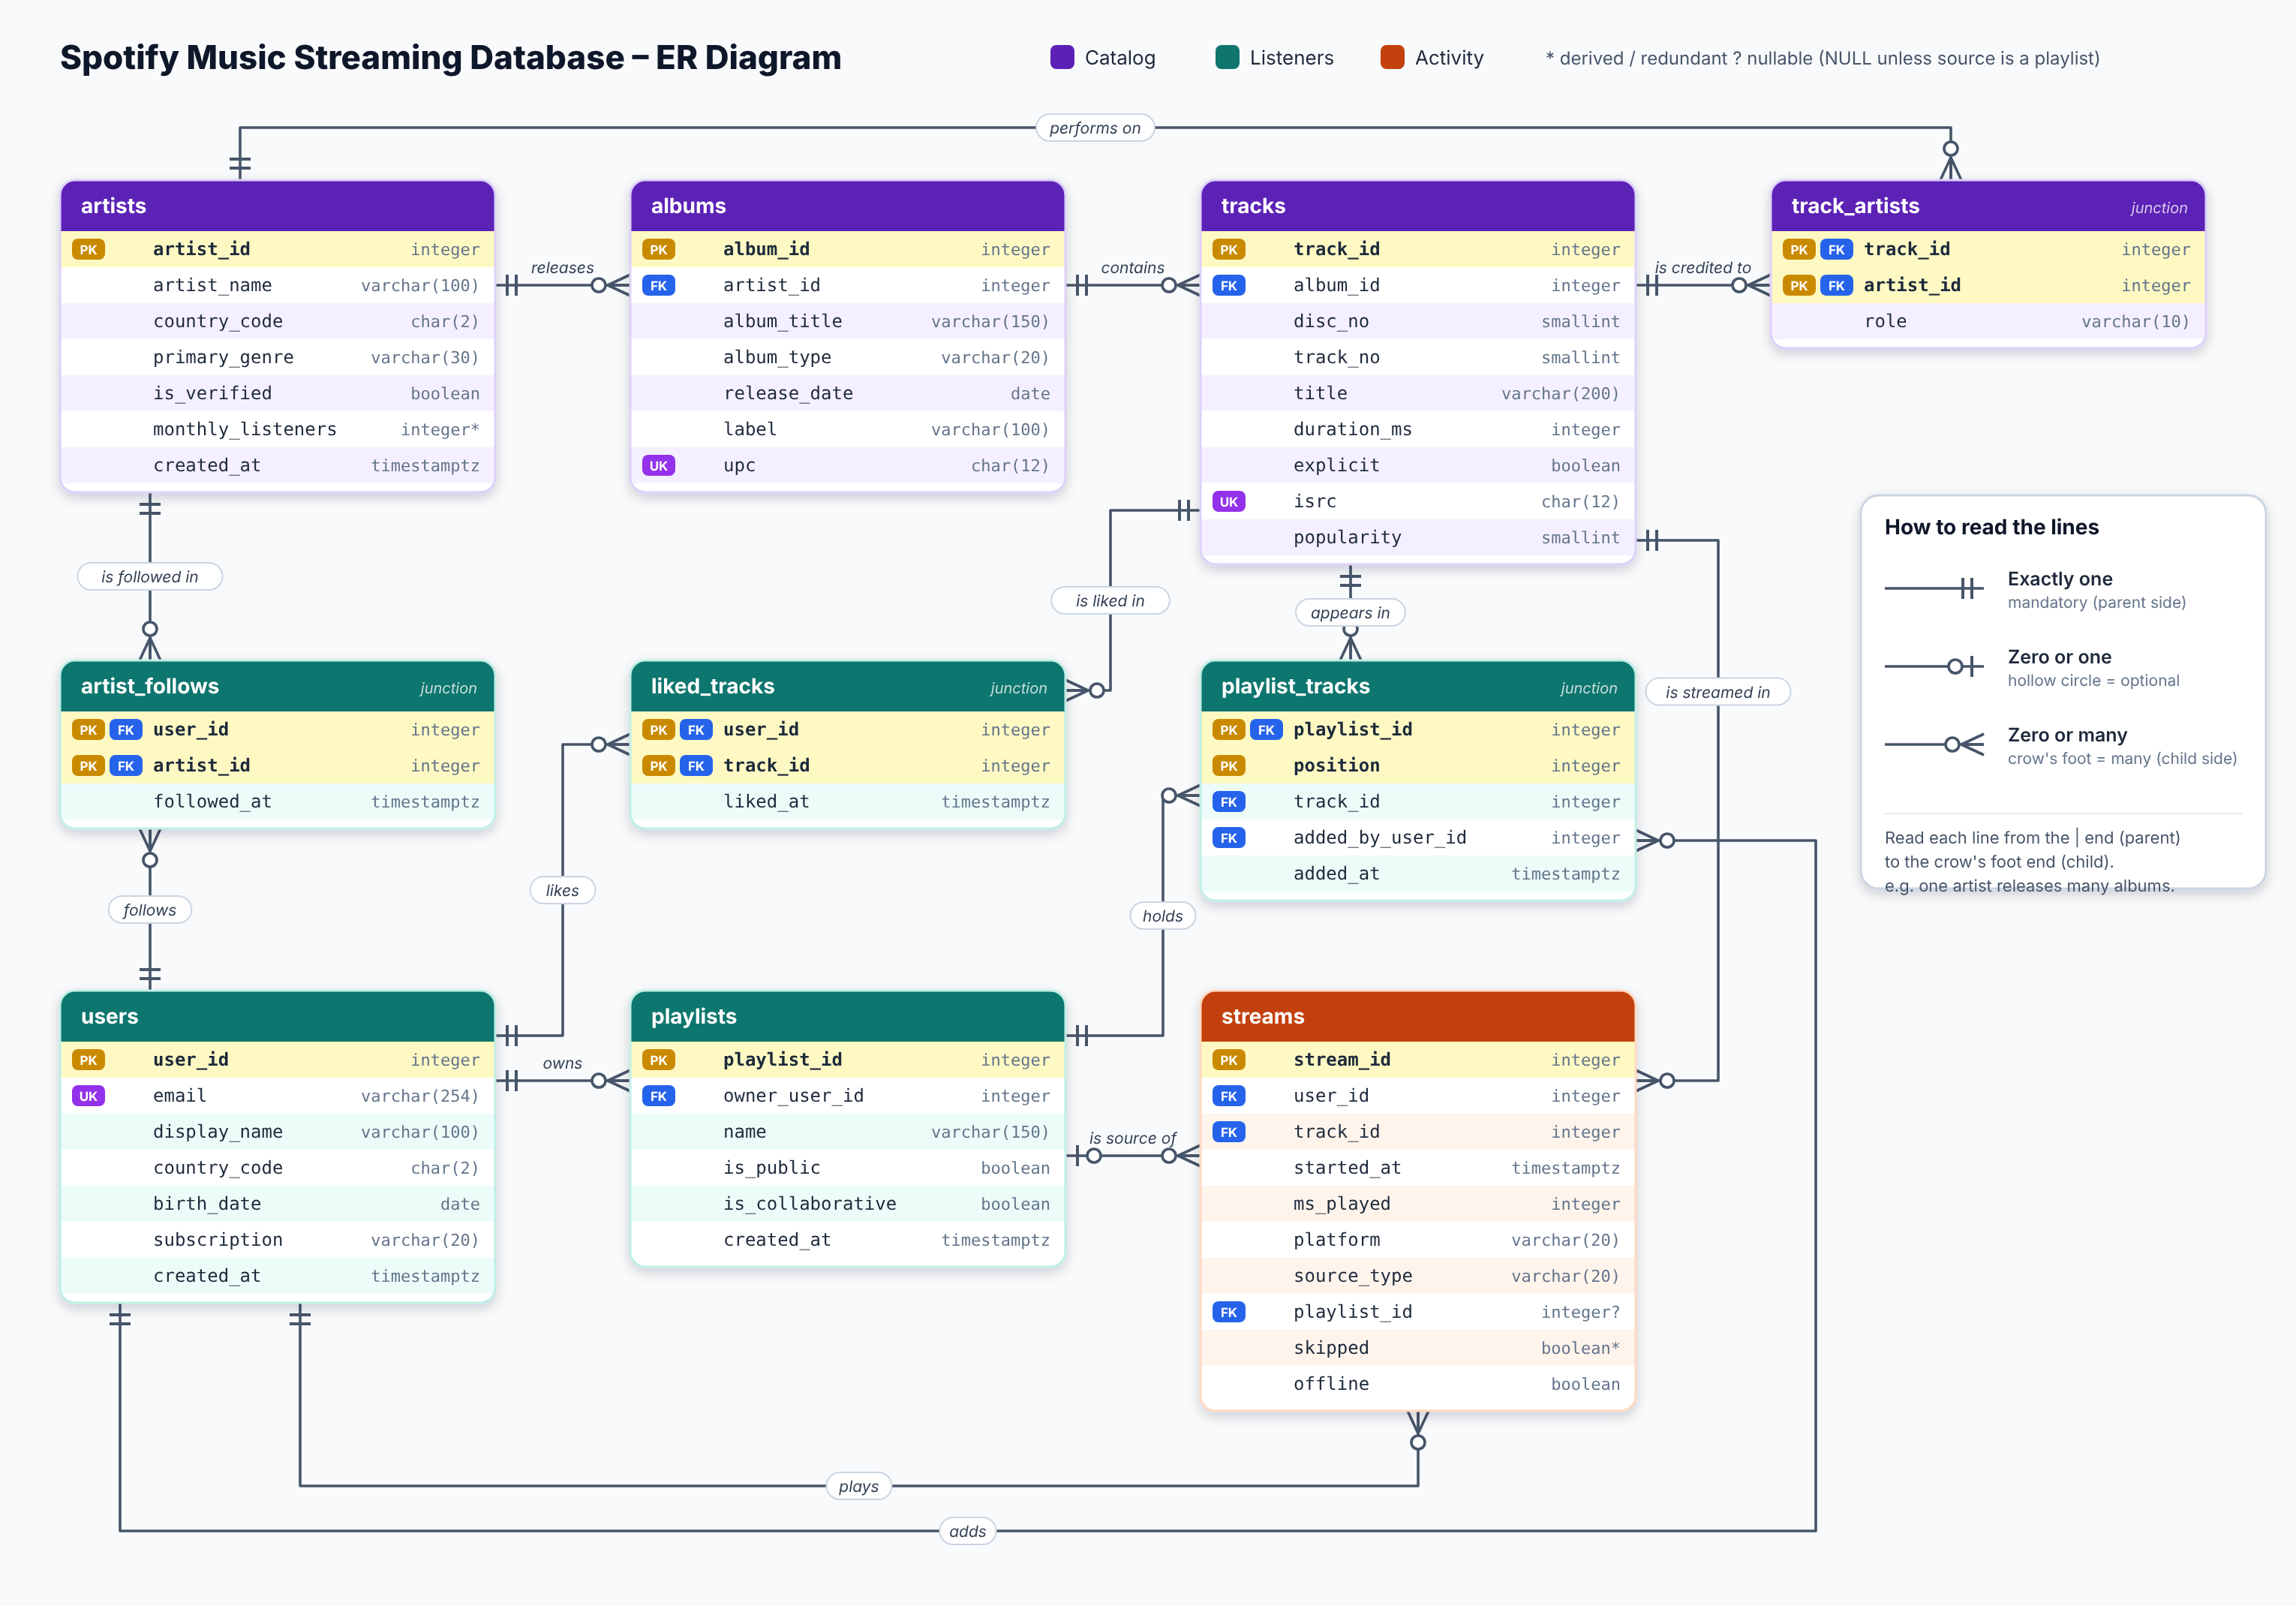 Spotify Music Streaming Database – ER Diagram
Catalog
Listeners
Activity
* derived / redundant ? nullable (NULL unless source is a playlist)
performs on
artists
PK artist_id integer
artist_name varchar(100)
country_code char(2)
primary_genre varchar(30)
is_verified boolean
monthly_listeners integer*
created_at timestamptz
releases
albums
PK album_id integer
FK artist_id integer
album_title varchar(150)
album_type varchar(20)
release_date date
label varchar(100)
UK upc char(12)
contains
tracks
PK track_id integer
FK album_id integer
disc_no smallint
track_no smallint
title varchar(200)
duration_ms integer
explicit boolean
UK isrc char(12)
popularity smallint
is credited to
track_artists junction
PK FK track_id integer
PK FK artist_id integer
role varchar(10)
is followed in
is liked in
appears in
is streamed in
How to read the lines
Exactly one
mandatory (parent side)
Zero or one
hollow circle = optional
Zero or many
crow's foot = many (child side)
Read each line from the | end (parent)
to the crow's foot end (child).
e.g. one artist releases many albums.
artist_follows junction
PK FK user_id integer
PK FK artist_id integer
followed_at timestamptz
liked_tracks junction
PK FK user_id integer
PK FK track_id integer
liked_at timestamptz
playlist_tracks junction
PK FK playlist_id integer
PK position integer
FK track_id integer
FK added_by_user_id integer
added_at timestamptz
follows
likes
holds
users
PK user_id integer
UK email varchar(254)
display_name varchar(100)
country_code char(2)
birth_date date
subscription varchar(20)
created_at timestamptz
owns
playlists
PK playlist_id integer
FK owner_user_id integer
name varchar(150)
is_public boolean
is_collaborative boolean
created_at timestamptz
is source of
streams
PK stream_id integer
FK user_id integer
FK track_id integer
started_at timestamptz
ms_played integer
platform varchar(20)
source_type varchar(20)
FK playlist_id integer?
skipped boolean*
offline boolean
plays
adds